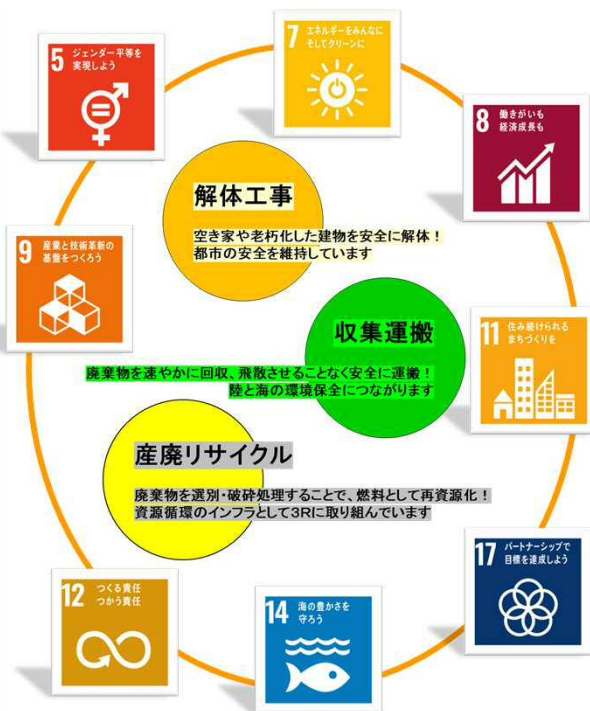 5 ジェンダー平等を
実現しよう
7 エネルギーをみんなに
そしてクリーンに
8 働きがいも
経済成長も
解体工事
空き家や老朽化した建物を安全に解体！
都市の安全を維持しています
9 産業と技術革新の
基盤をつくろう
収集運搬
廃棄物を速やかに回収、飛散させることなく安全に運搬！
陸と海の環境保全につながります
11 住み続けられる
まちづくりを
産廃リサイクル
廃棄物を選別・破砕処理することで、燃料として再資源化！
資源循環のインフラとして3Rに取り組んでいます
12 つくる責任
つかう責任
14 海の豊かさを
守ろう
17 パートナーシップで
目標を達成しよう